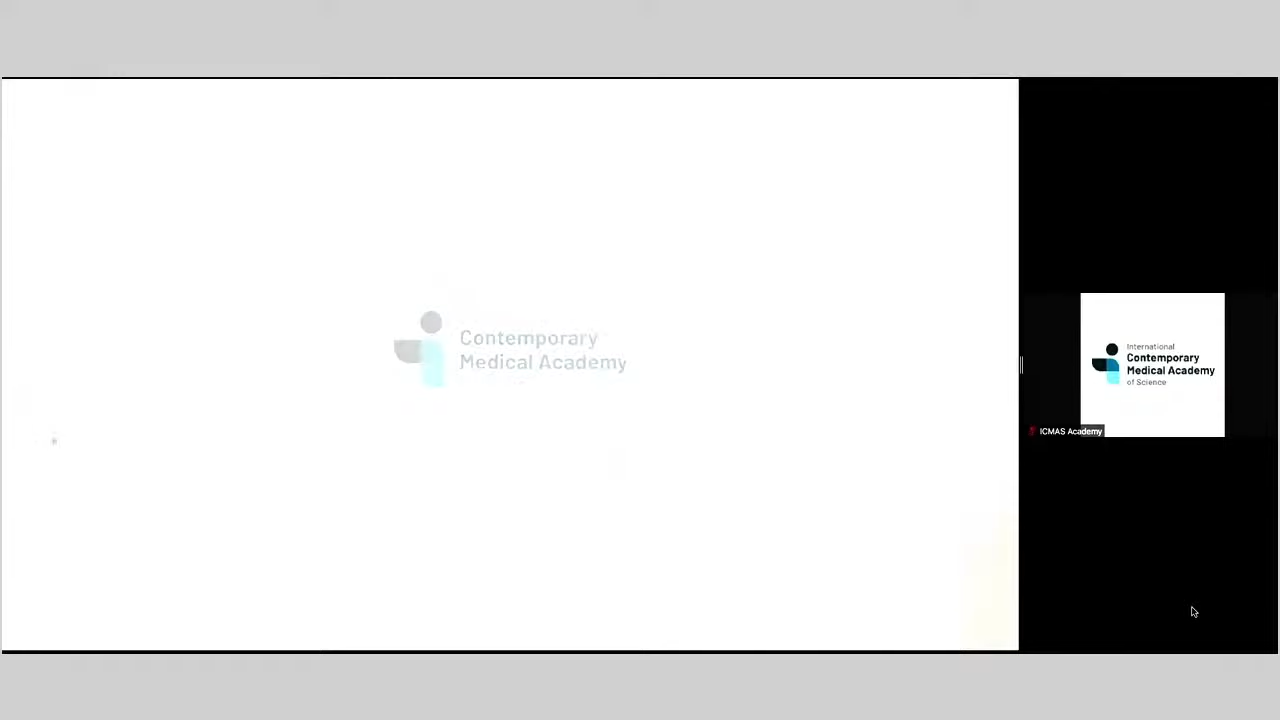 Contemporary
Medical Academy
International
Contemporary
Medical Academy
of Science
ICMAS Academy